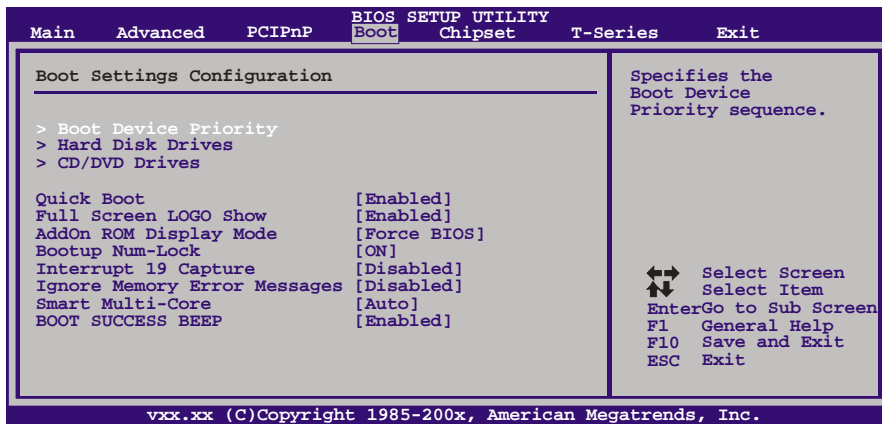 BIOS SETUP UTILITY
Main Advanced PCIPnP Boot Chipset T-Series Exit
Boot Settings Configuration
> Boot Device Priority
> Hard Disk Drives
> CD/DVD Drives
Quick Boot [Enabled]
Full Screen LOGO Show [Enabled]
AddOn ROM Display Mode [Force BIOS]
Bootup Num-Lock [ON]
Interrupt 19 Capture [Disabled]
Ignore Memory Error Messages [Disabled]
Smart Multi-Core [Auto]
BOOT SUCCESS BEEP [Enabled]
Specifies the
Boot Device
Priority sequence.
Select Screen
Select Item
EnterGo to Sub Screen
F1 General Help
F10 Save and Exit
ESC Exit
vxx.xx (C)Copyright 1985-200x, American Megatrends, Inc.